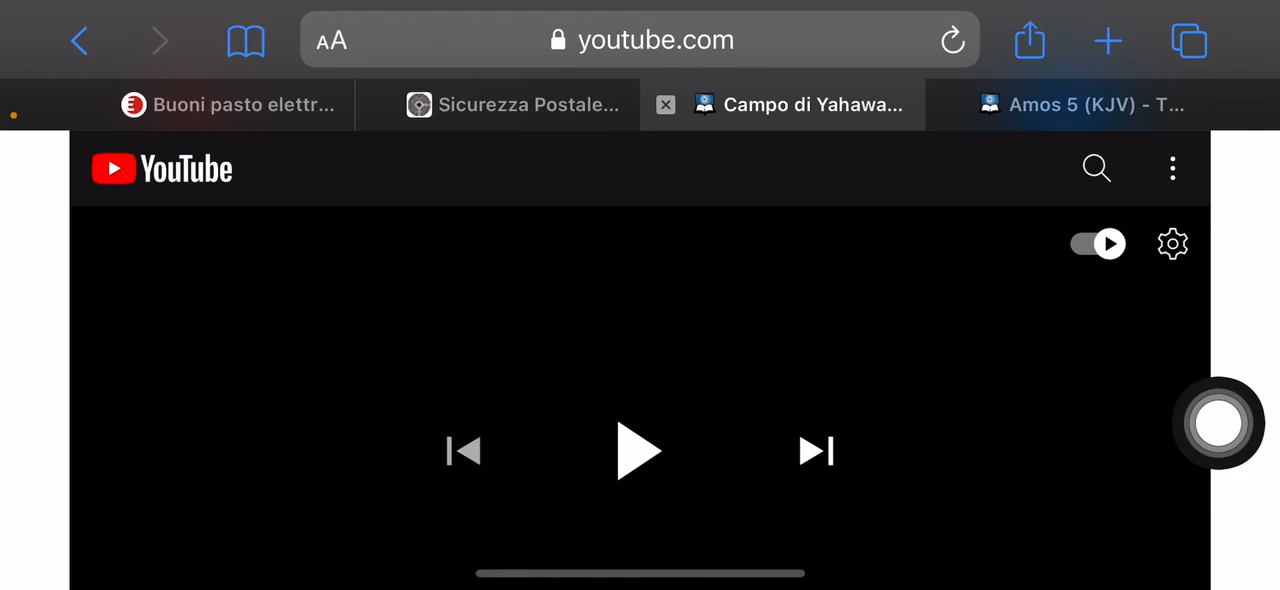 AA youtube.com
Buoni pasto elettr... Sicurezza Postale... Campo di Yahawa... Amos 5 (KJV) - T...
YouTube